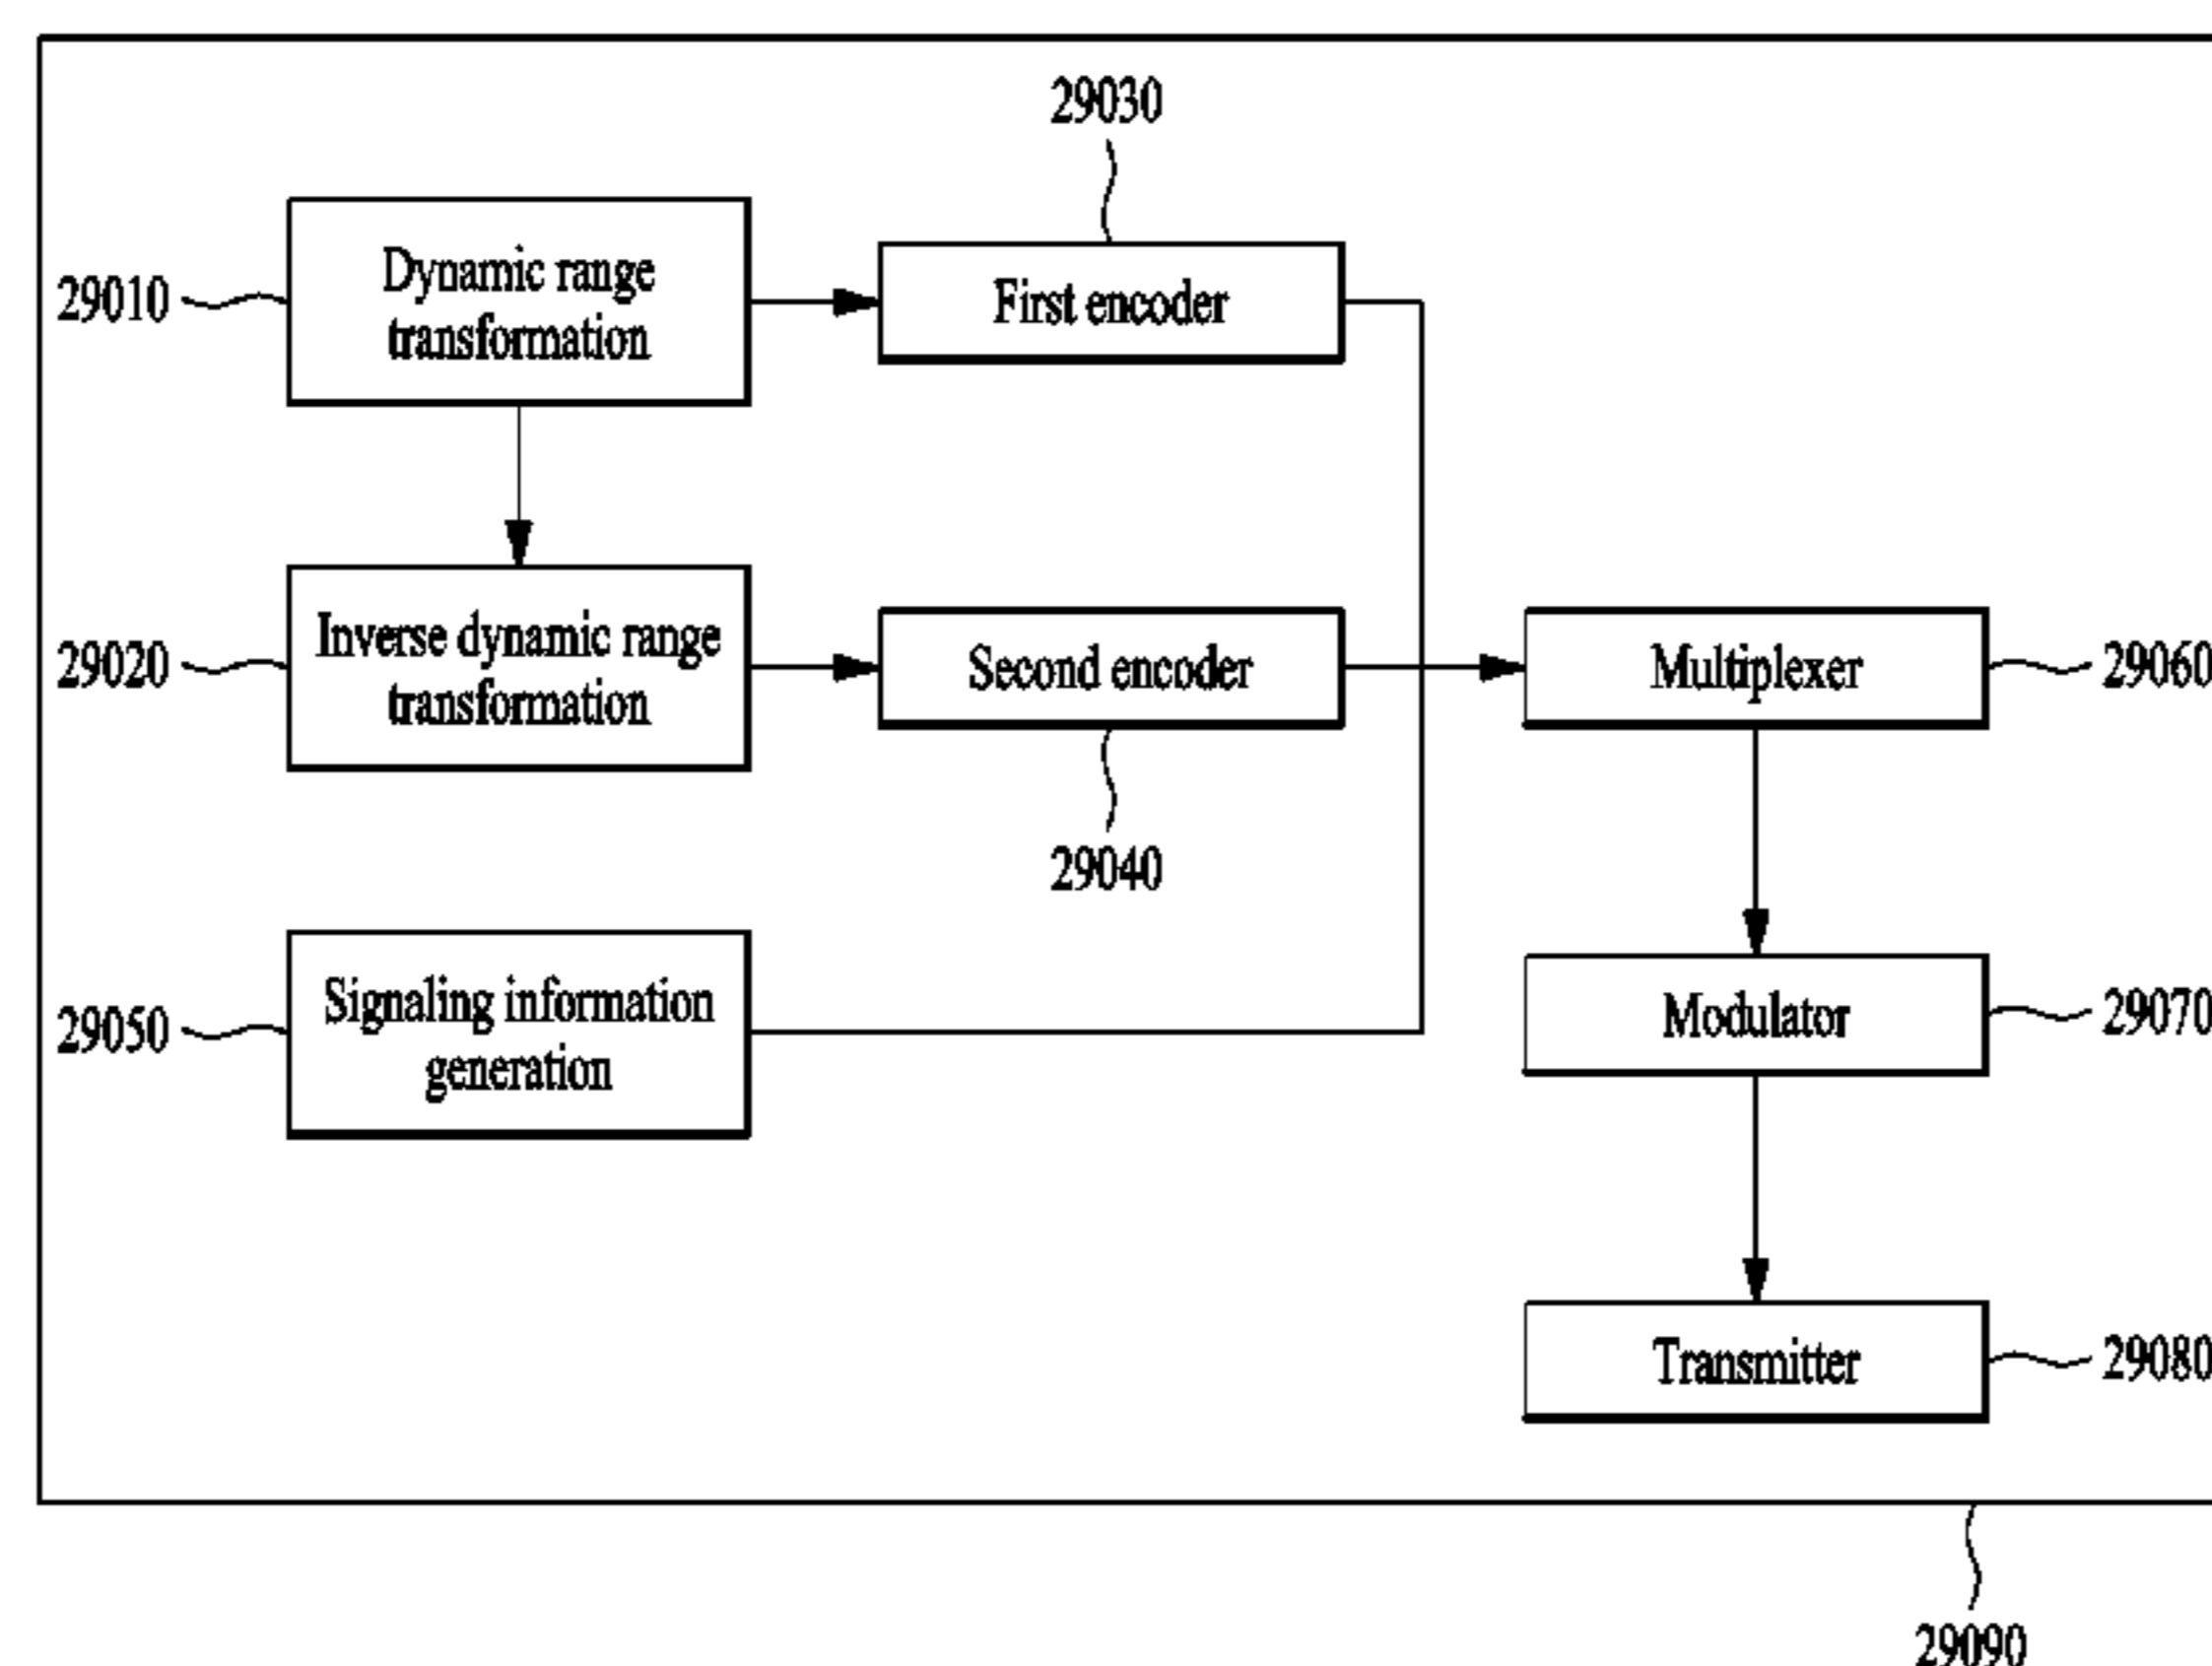 29030
29010
Dynamic range
transformation
First encoder
29020
Inverse dynamic range
transformation
Second encoder
Multiplexer
29060
29040
29050
Signaling information
generation
Modulator
29070
Transmitter
29080
29090